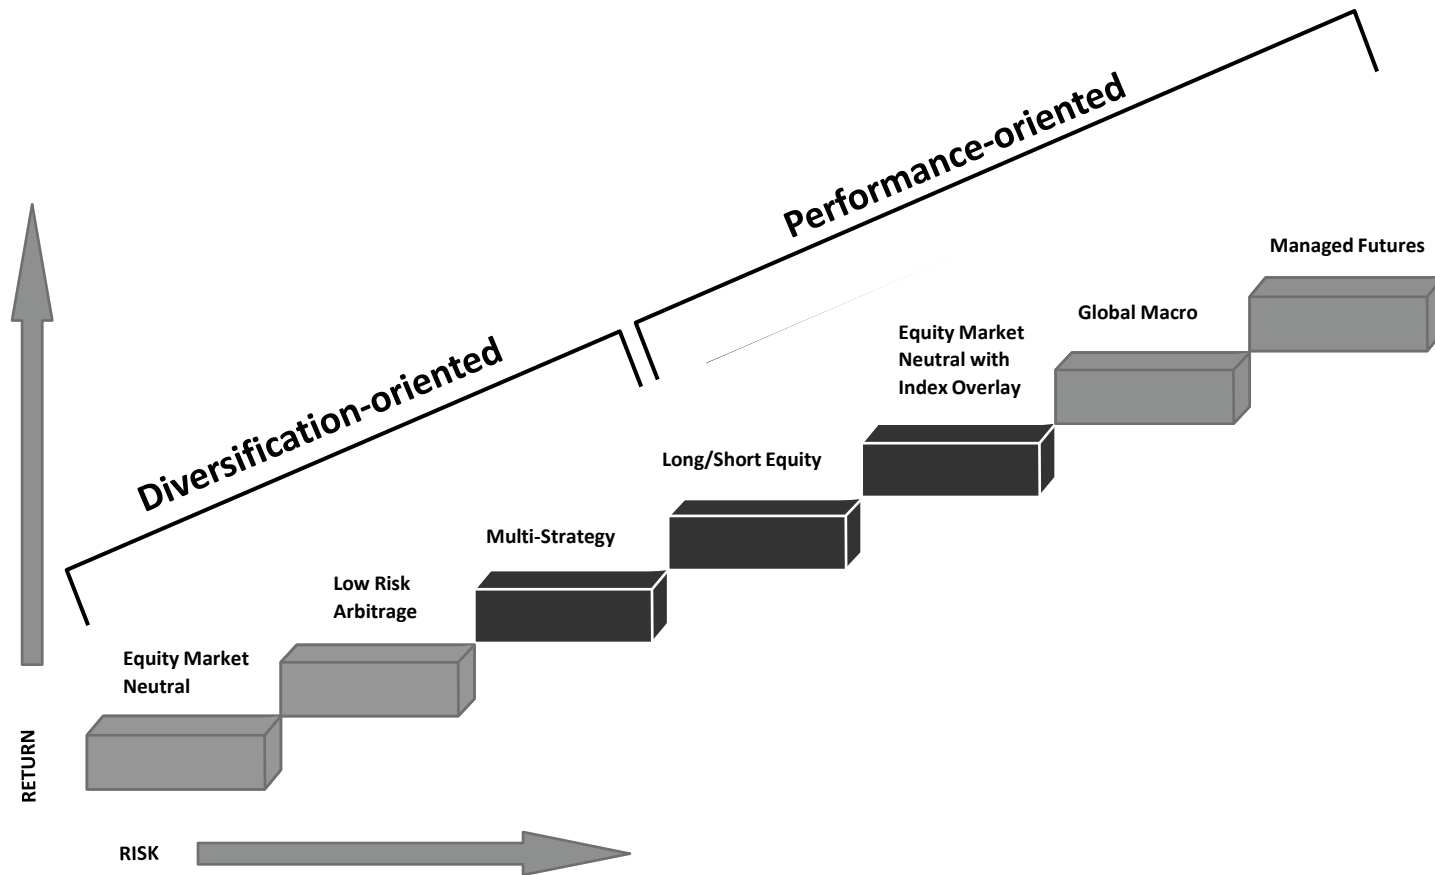 Performance-oriented
Managed Futures
Global Macro
Equity Market
Neutral with
Index Overlay
Diversification-oriented
Long/Short Equity
Multi-Strategy
Low Risk
Arbitrage
Equity Market
Neutral
RETURN
RISK